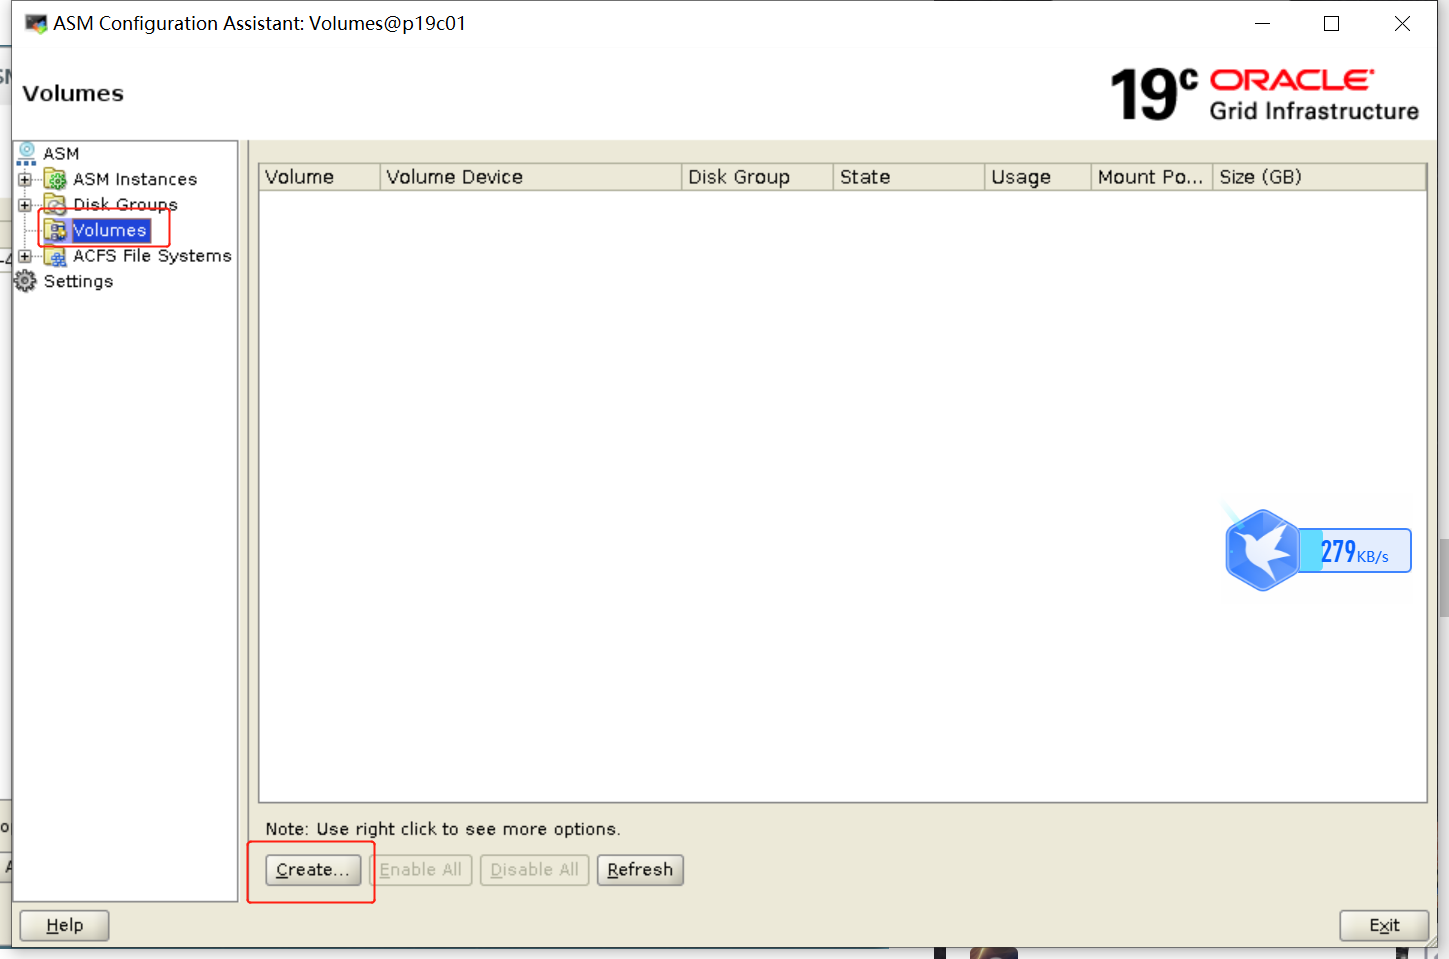 ASM Configuration Assistant: Volumes@p19c01
Volumes
19c ORACLE
Grid Infrastructure
ASM
ASM Instances
Disk Groups
Volumes
ACFS File Systems
Settings
Volume Volume Device Disk Group State Usage Mount Po... Size (GB)
279KB/s
Note: Use right click to see more options.
Create... Enable All Disable All Refresh
Help Exit